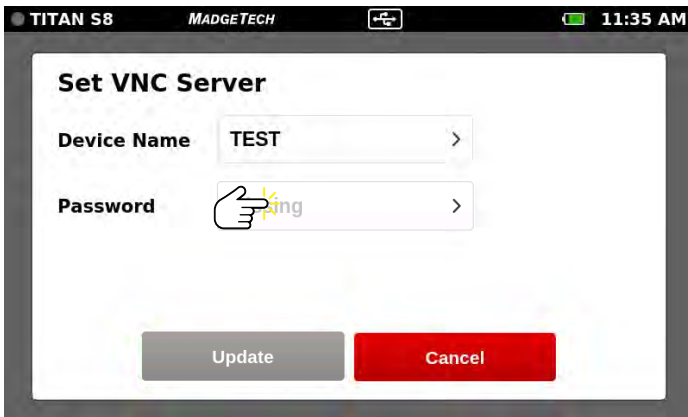 TITAN S8 MADGETECH 11:35 AM
Set VNC Server
Device Name TEST
Password
Update Cancel